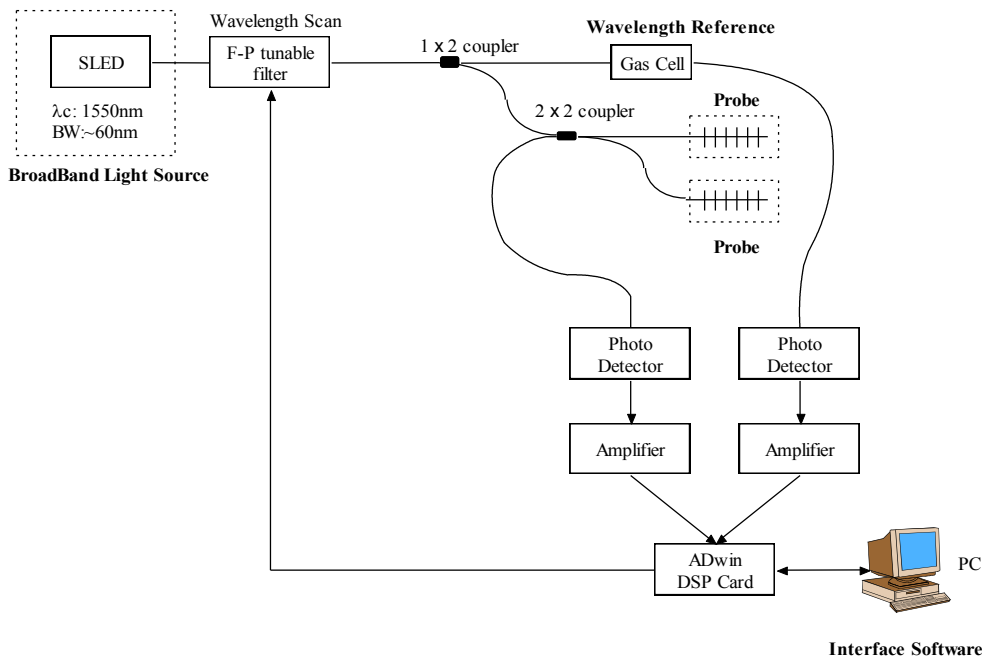 Wavelength Scan
SLED
F-P tunable
filter
1 x 2 coupler
Wavelength Reference
Gas Cell
λc: 1550nm
BW:~60nm
BroadBand Light Source
2 x 2 coupler
Probe
Probe
Photo
Detector
Photo
Detector
Amplifier
Amplifier
ADwin
DSP Card
PC
Interface Software